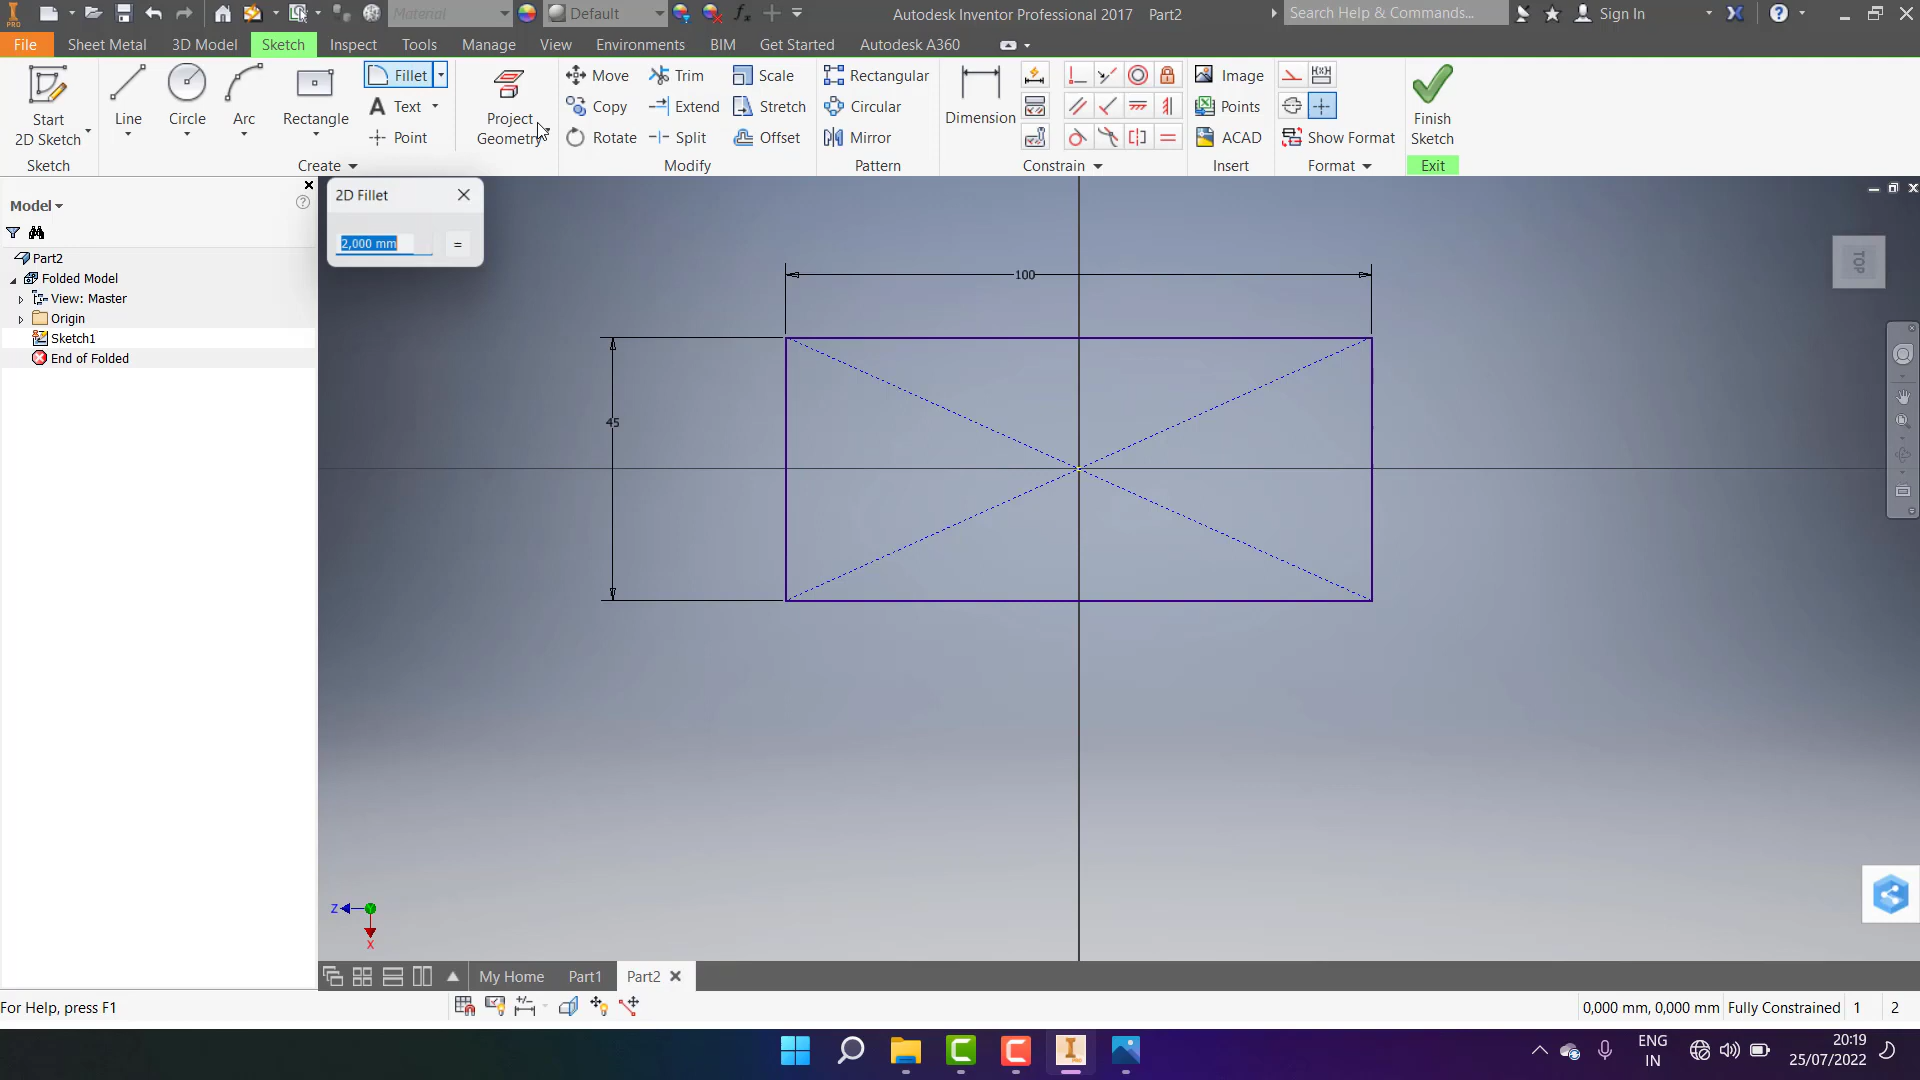 Material
Default
Autodesk Inventor Professional 2017 Part2
Search Help & Commands...
Sign In
PRO
File
Sheet Metal
3D Model
Sketch
Inspect
Tools
Manage
View
Environments
BIM
Get Started
Autodesk A360
Start
2D Sketch
Line
Circle
Arc
Rectangle
Fillet
Text
Point
Project
Geometry
Move
Copy
Rotate
Trim
Extend
Split
Scale
Stretch
Offset
Rectangular
Circular
Mirror
Dimension
Image
Points
ACAD
Show Format
Finish
Sketch
Sketch
Create
Modify
Pattern
Constrain
Insert
Format
Exit
Model
2D Fillet
2,000 mm
=
Part2
Folded Model
View: Master
Origin
Sketch1
End of Folded
100
45
TOP
Z
X
My Home
Part1
Part2
For Help, press F1
0,000 mm, 0,000 mm
Fully Constrained
1
2
ENG
IN
20:19
25/07/2022